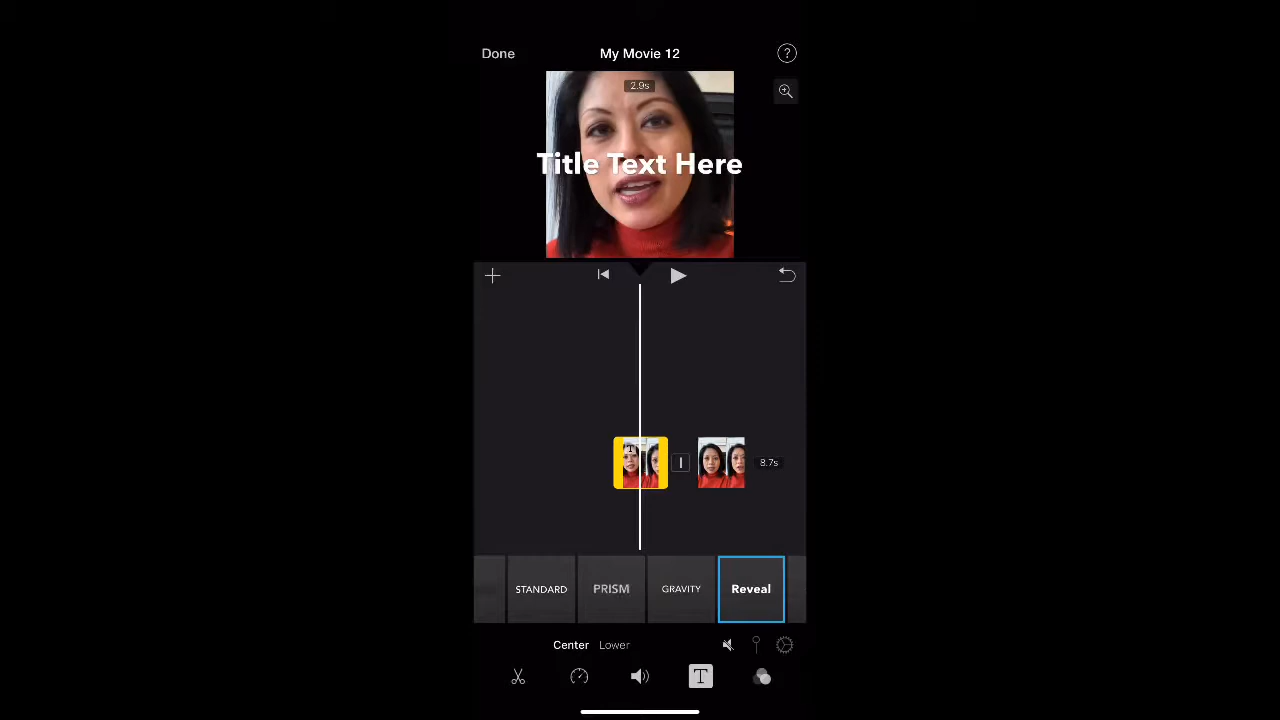 Done My Movie 12 ?
2.9s
Title Text Here
T
8.7s
STANDARD PRISM GRAVITY Reveal
Center Lower
T